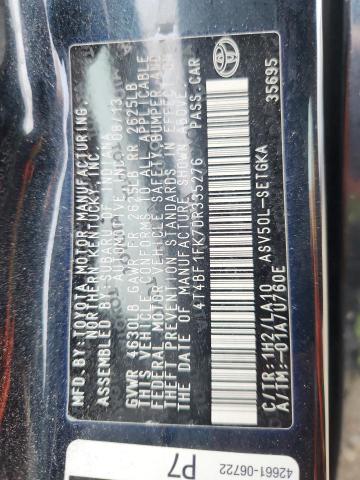 MFD. BY: TOYOTA MOTOR MANUFACTURING,
NORTHERN KENTUCKY, INC.
ASSEMBLED BY: SUBARU OF INDIANA
AUTOMOTIVE, INC. 08/13
GVWR 4630LB GAWR FR 2625LB RR 2625LB
THIS VEHICLE CONFORMS TO ALL APPLICABLE
FEDERAL MOTOR VEHICLE SAFETY, BUMPER, AND
THEFT PREVENTION STANDARDS IN EFFECT ON
THE DATE OF MANUFACTURE SHOWN ABOVE.
4T4BF1FK7DR335276 PASS.CAR
C/TR: 1H2/LA10 ASV50L-SETGKA
A/TM: -01A/U760E
35695
42661-06722
P7
TOYOTA